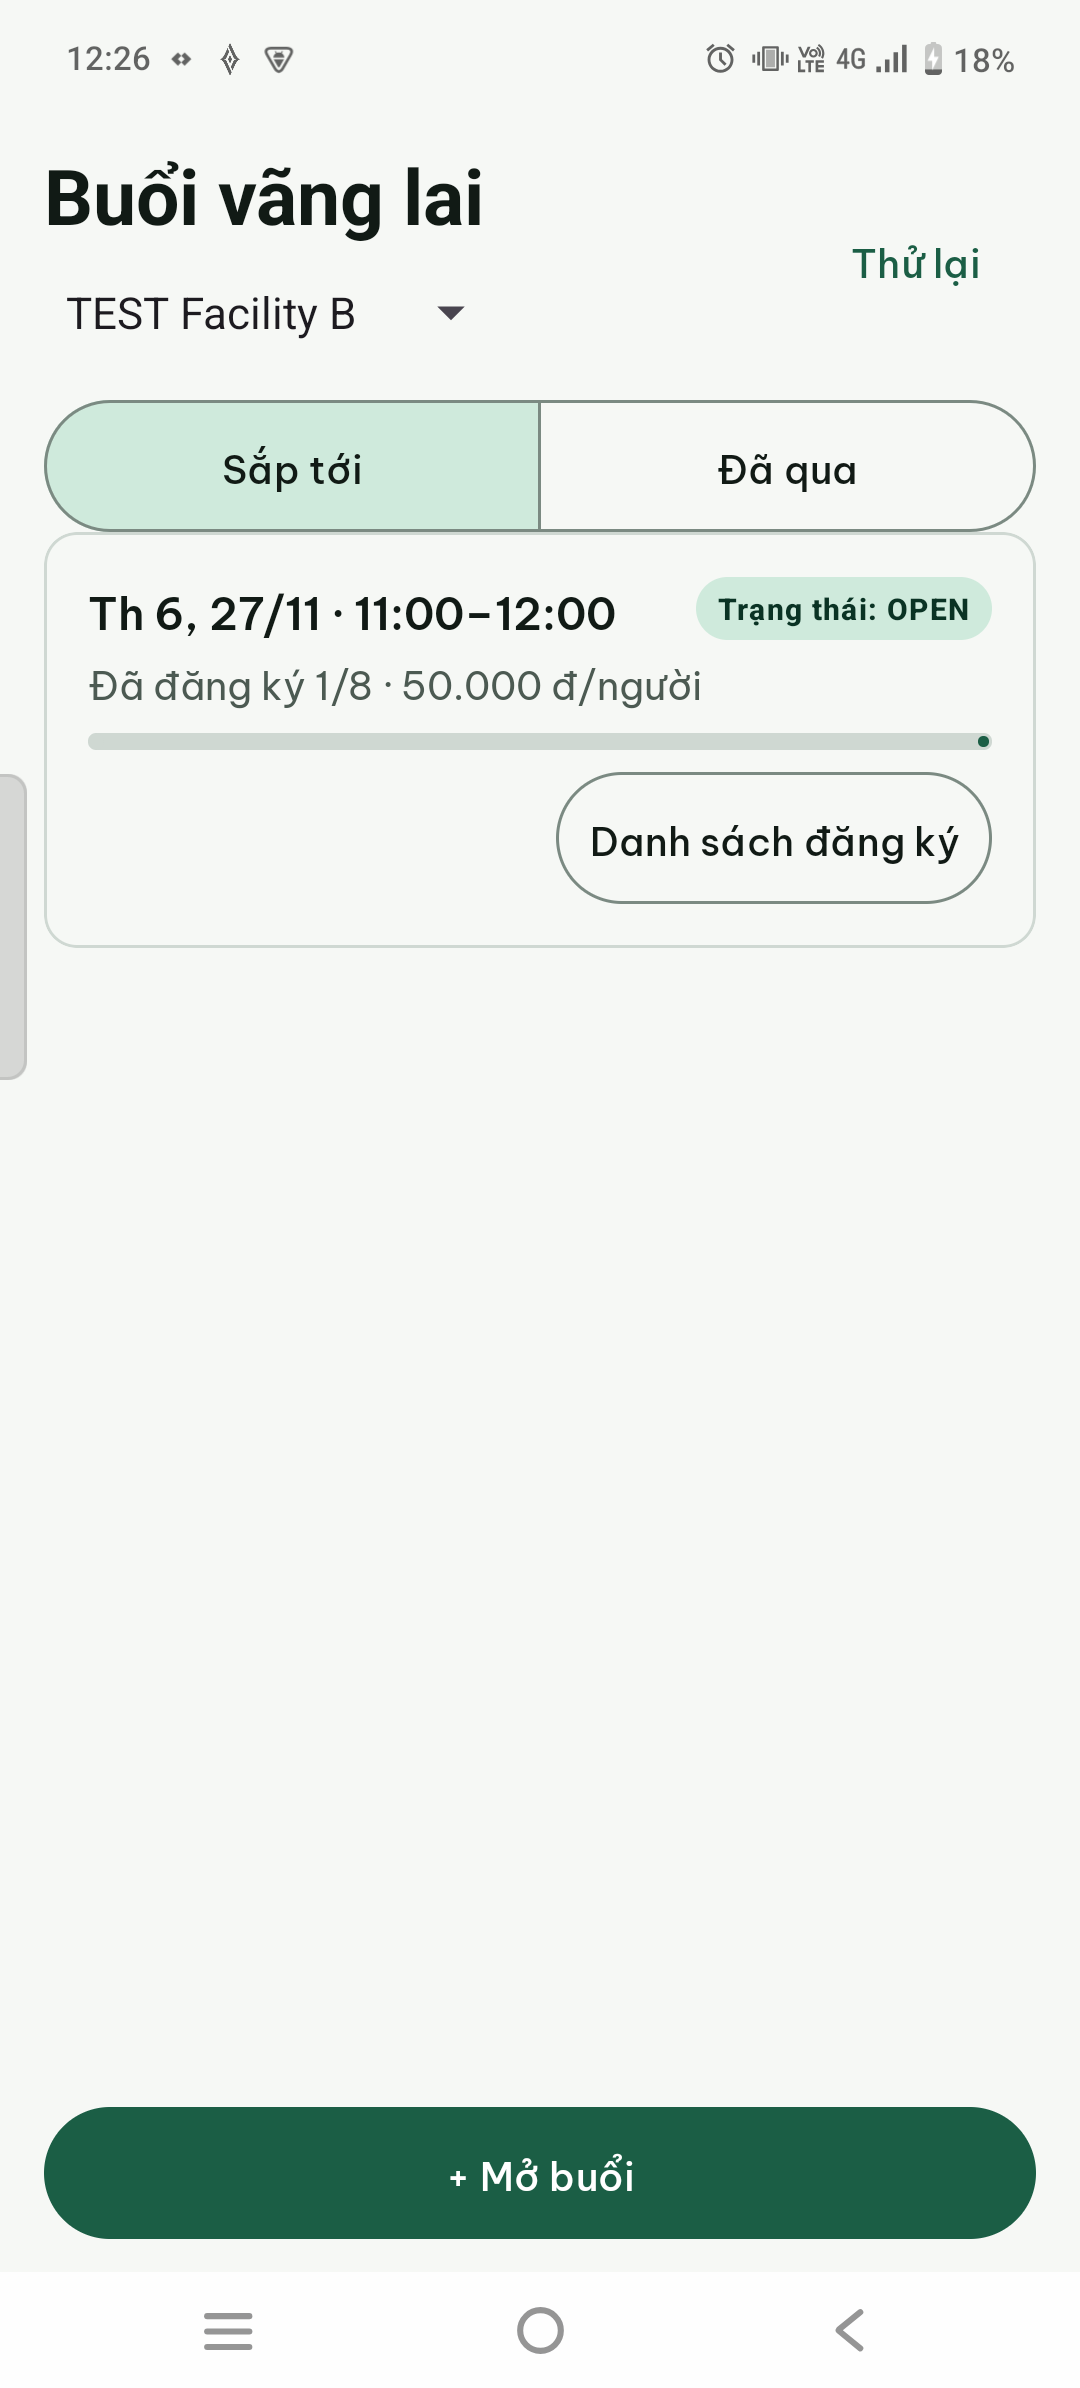 12:26 4G 18%
Buổi vãng lai
Thử lại
TEST Facility B
Sắp tới Đã qua
Th 6, 27/11 · 11:00–12:00 Trạng thái: OPEN
Đã đăng ký 1/8 · 50.000 đ/người
Danh sách đăng ký
+ Mở buổi